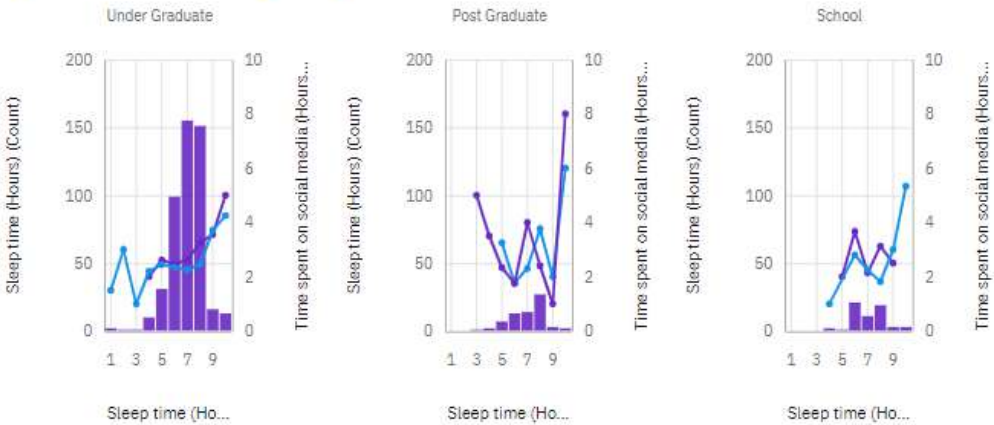 Under Graduate
Post Graduate
School
Sleep time (Hours) (Count)
200
150
100
50
0
10
8
6
4
2
0
Time spent on social media (Hours...
1 3 5 7 9
Sleep time (Ho...
Sleep time (Hours) (Count)
200
150
100
50
0
10
8
6
4
2
0
Time spent on social media (Hours...
1 3 5 7 9
Sleep time (Ho...
Sleep time (Hours) (Count)
200
150
100
50
0
10
8
6
4
2
0
Time spent on social media (Hours...
1 3 5 7 9
Sleep time (Ho...